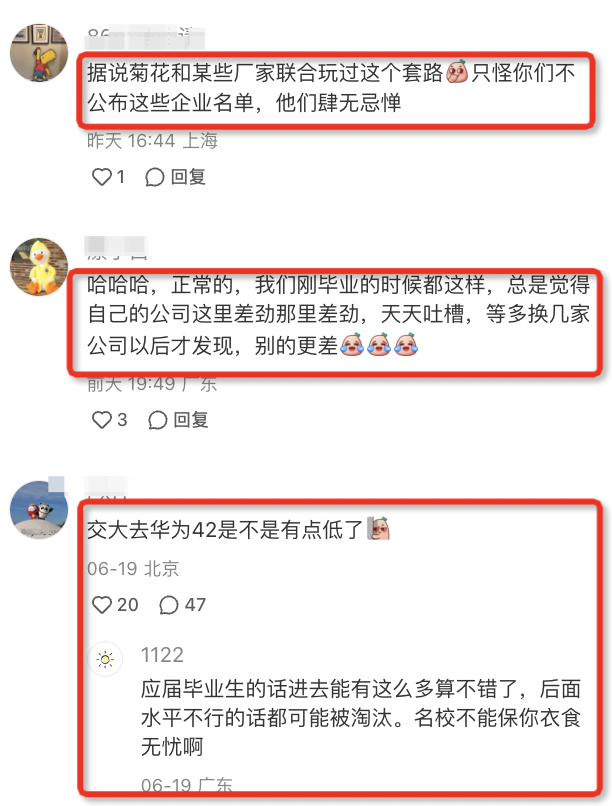 据说菊花和某些厂家联合玩过这个套路只怪你们不
公布这些企业名单，他们肆无忌惮
昨天 16:44 上海
1 回复
哈哈哈，正常的，我们刚毕业的时候都这样，总是觉得
自己的公司这里差劲那里差劲，天天吐槽，等多换几家
公司以后才发现，别的更差
前天 19:49 广东
3 回复
交大去华为42是不是有点低了
06-19 北京
20 47
1122
应届毕业生的话进去能有这么多算不错了，后面
水平不行的话都可能被淘汰。名校不能保你衣食
无忧啊
06-19 广东